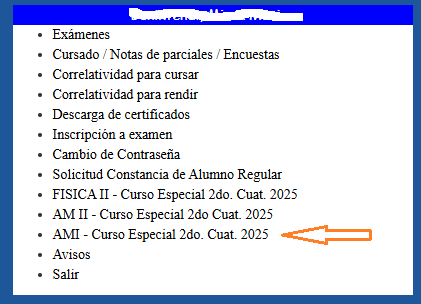 Exámenes
Cursado / Notas de parciales / Encuestas
Correlatividad para cursar
Correlatividad para rendir
Descarga de certificados
Inscripción a examen
Cambio de Contraseña
Solicitud Constancia de Alumno Regular
FISICA II - Curso Especial 2do. Cuat. 2025
AM II - Curso Especial 2do Cuat. 2025
AMI - Curso Especial 2do. Cuat. 2025
Avisos
Salir